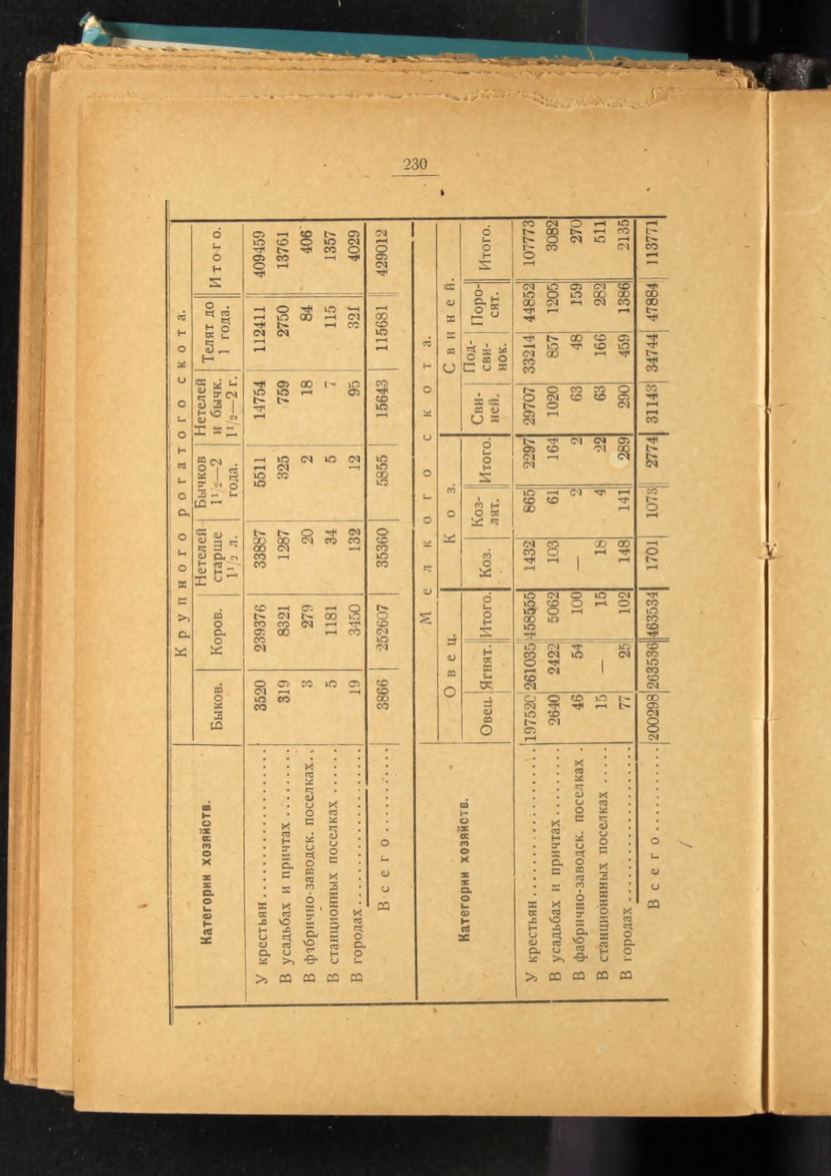 230
Крупного рогатого скота.
Категории хозяйств. Быков. Коров. Нетелей старше 1½ л. Бычков 1½—2 года. Нетелей и бычк. 1½—2 г. Телят до 1 года. Итого.
У крестьян 3520 239376 33887 5511 14754 112411 409459
В усадьбах и причтах 319 8321 1287 325 759 2750 13761
В фабрично-заводск. поселках 3 279 20 2 18 84 406
В станционных поселках 5 1181 34 5 7 115 1357
В городах 19 3450 132 12 95 321 4029
Всего 3866 252607 35360 5855 15643 115681 429012
Мелкого скота.
Категории хозяйств. Овец. Коз. Свиней.
Овец. Ягнят. Итого. Коз. Козлят. Итого. Свиней. Подсвинок. Поросят. Итого.
У крестьян 197520 261035 458555 1432 865 2297 29707 33214 44852 107773
В усадьбах и причтах 2640 2422 5062 103 61 164 1020 857 1205 3082
В фабрично-заводск. поселках 46 54 100 — 2 2 63 48 159 270
В станционных поселках 15 — 15 18 4 22 63 166 282 511
В городах 77 25 102 148 141 289 290 459 1386 2135
Всего 200298 263536 463534 1701 1073 2774 31143 34744 47884 113771